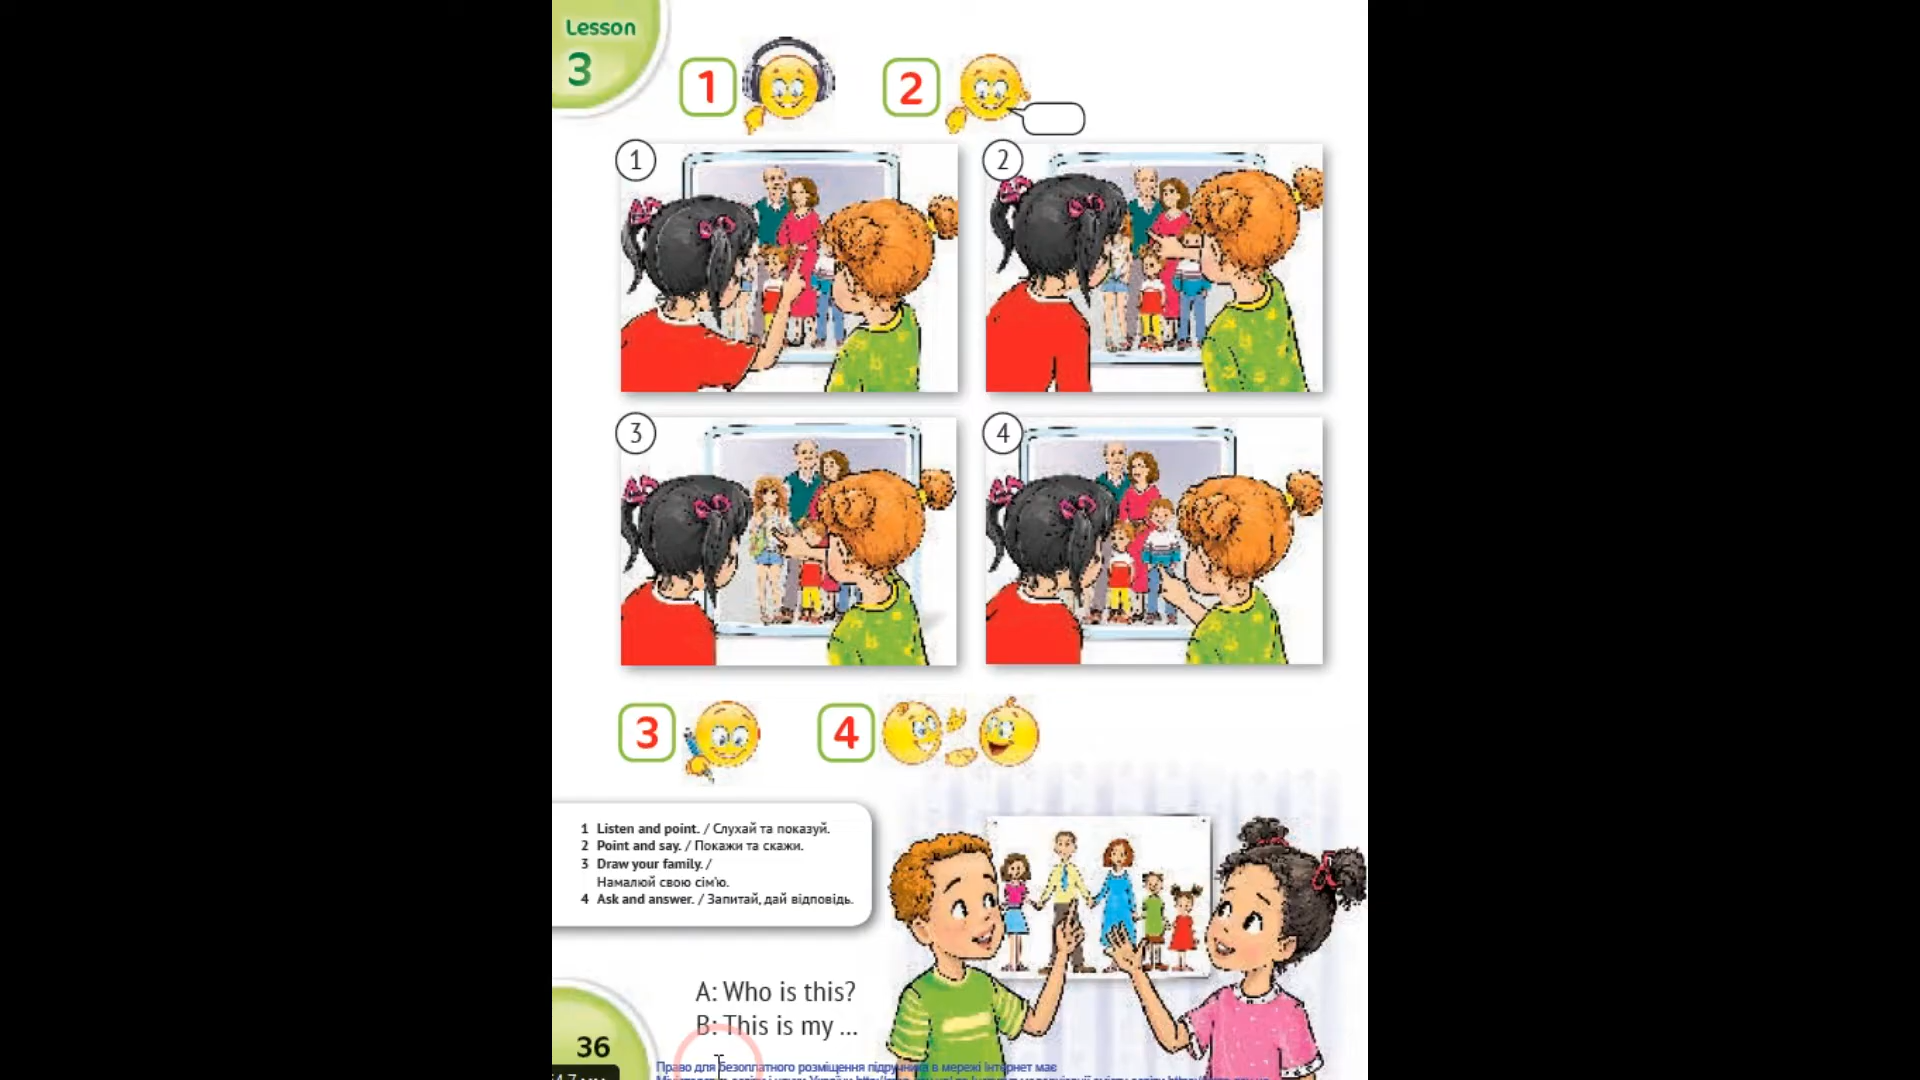 Lesson
3
1
2
1
2
3
4
3
4
1 Listen and point. / Слухай та показуй.
2 Point and say. / Покажи та скажи.
3 Draw your family. /
Намалюй свою сім'ю.
4 Ask and answer. / Запитай, дай відповідь.
A: Who is this?
B: This is my ...
36
Право для безоплатного розміщення підручника в мережі Інтернет має